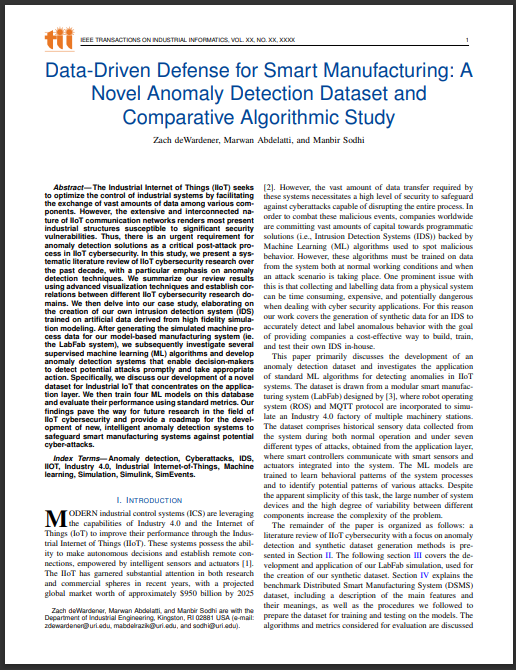 tii
IEEE TRANSACTIONS ON INDUSTRIAL INFORMATICS, VOL. XX, NO. XX, XXXX
1
Data-Driven Defense for Smart Manufacturing: A
Novel Anomaly Detection Dataset and
Comparative Algorithmic Study
Zach deWardener, Marwan Abdelatti, and Manbir Sodhi
Abstract—The Industrial Internet of Things (IIoT) seeks
to optimize the control of industrial systems by facilitating
the exchange of vast amounts of data among various com-
ponents. However, the extensive and interconnected na-
ture of IIoT communication networks renders most present
industrial structures susceptible to significant security
vulnerabilities. Thus, there is an urgent requirement for
anomaly detection solutions as a critical post-attack pro-
cess in IIoT cybersecurity. In this study, we present a sys-
tematic literature review of IIoT cybersecurity research over
the past decade, with a particular emphasis on anomaly
detection techniques. We summarize our review results
using advanced visualization techniques and establish cor-
relations between different IIoT cybersecurity research do-
mains. We then delve into our case study, elaborating on
the creation of our own intrusion detection system (IDS)
trained on artificial data derived from high fidelity simula-
tion modeling. After generating the simulated machine pro-
cess data for our model-based manufacturing system (ie.
the LabFab system), we subsequently investigate several
supervised machine learning (ML) algorithms and develop
anomaly detection systems that enable decision-makers
to detect potential attacks promptly and take appropriate
action. Specifically, we discuss our development of a novel
dataset for Industrial IoT that concentrates on the applica-
tion layer. We then train four ML models on this database
and evaluate their performance using standard metrics. Our
findings pave the way for future research in the field of
IIoT cybersecurity and provide a roadmap for the develop-
ment of new, intelligent anomaly detection systems to
safeguard smart manufacturing systems against potential
cyber-attacks.
Index Terms—Anomaly detection, Cyberattacks, IDS,
IIOT, Industry 4.0, Industrial Internet-of-Things, Machine
learning, Simulation, Simulink, SimEvents.
I. INTRODUCTION
MODERN industrial control systems (ICS) are leveraging
the capabilities of Industry 4.0 and the Internet of
Things (IoT) to improve their performance through the Indus-
trial Internet of Things (IIoT). These systems possess the abil-
ity to make autonomous decisions and establish remote con-
nections, empowered by intelligent sensors and actuators [1].
The IIoT has garnered substantial attention in both research
and commercial spheres in recent years, with a projected
global market worth of approximately $950 billion by 2025
Zach deWardener, Marwan Abdelatti, and Manbir Sodhi are with the
Department of Industrial Engineering, Kingston, RI 02881 USA (e-mail:
zdewardener@uri.edu, mabdelrazik@uri.edu, and sodhi@uri.edu).
[2]. However, the vast amount of data transfer required by
these systems necessitates a high level of security to safeguard
against cyberattacks capable of disrupting the entire process. In
order to combat these malicious events, companies worldwide
are committing vast amounts of capital towards programmatic
solutions (i.e., Intrusion Detection Systems (IDS)) backed by
Machine Learning (ML) algorithms used to spot malicious
behavior. However, these algorithms must be trained on data
from the system both at normal working conditions and when
an attack scenario is taking place. One prominent issue with
this is that collecting and labelling data from a physical system
can be time consuming, expensive, and potentially dangerous
when dealing with cyber security applications. For this reason
our work covers the generation of synthetic data for an IDS to
accurately detect and label anomalous behavior with the goal
of providing companies a cost-effective way to build, train,
and test their own IDS in-house.
This paper primarily discusses the development of an
anomaly detection dataset and investigates the application
of standard ML algorithms for detecting anomalies in IIoT
systems. The dataset is drawn from a modular smart manufac-
turing system (LabFab) designed by [3], where robot operating
system (ROS) and MQTT protocol are incorporated to simu-
late an Industry 4.0 factory of multiple machinery stations.
The dataset comprises historical sensory data collected from
the system during both normal operation and under seven
different types of attacks, obtained from the application layer,
where smart controllers communicate with smart sensors and
actuators integrated into the system. The ML models are
trained to learn behavioral patterns of the system processes
and to identify potential patterns of various attacks. Despite
the apparent simplicity of this task, the large number of system
devices and the high degree of variability between different
components increase the complexity of the problem.
The remainder of the paper is organized as follows: a
literature review of IIoT cybersecurity with a focus on anomaly
detection and synthetic dataset generation methods is pre-
sented in Section II. The following section III covers the de-
velopment and application of our LabFab simulation, used for
the creation of our synthetic dataset. Section IV explains the
benchmark Distributed Smart Manufacturing System (DSMS)
dataset, including a description of the main features and
their meanings, as well as the procedures we followed to
prepare the dataset for training and testing on the models. The
algorithms and metrics considered for evaluation are discussed